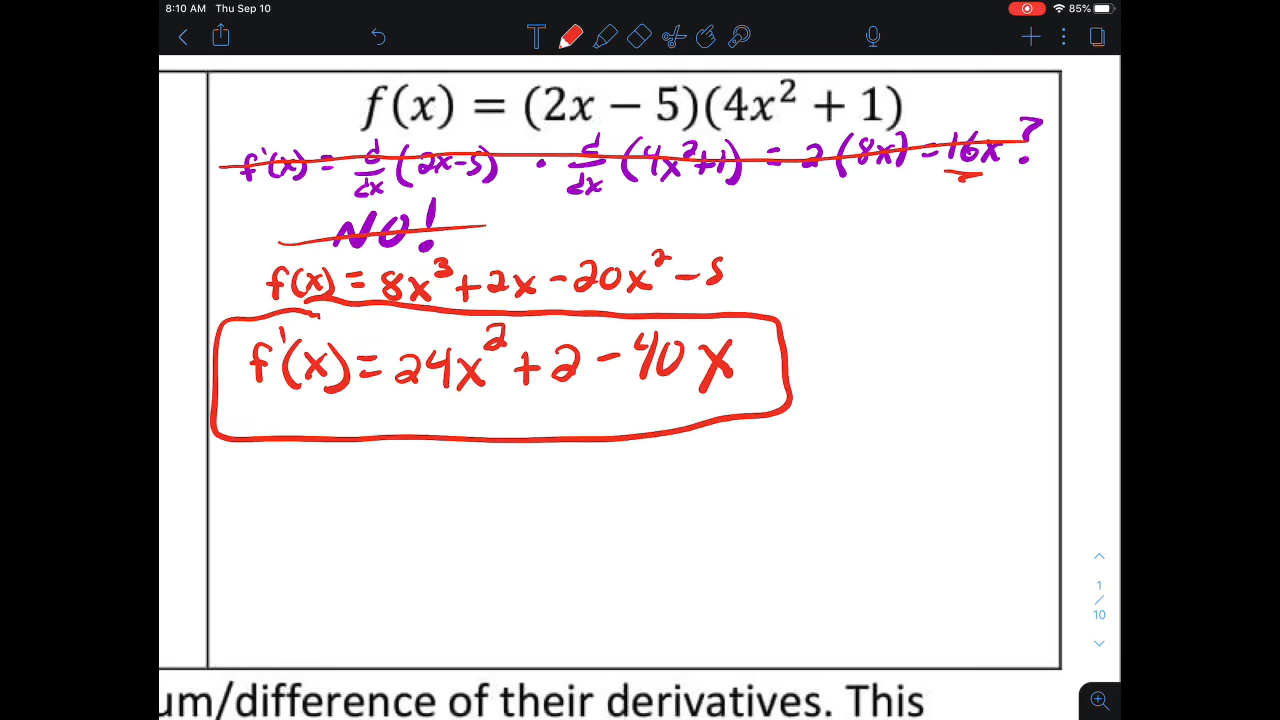 8:10 AM Thu Sep 10
85%
T
f(x) = (2x − 5)(4x² + 1)
f'(x) = d/dx (2x-5) · d/dx (4x²+1) = 2(8x) = 16x ?
NO!
f(x) = 8x³ + 2x − 20x² − 5
f'(x) = 24x² + 2 − 40x
1
/
10
um/difference of their derivatives. This